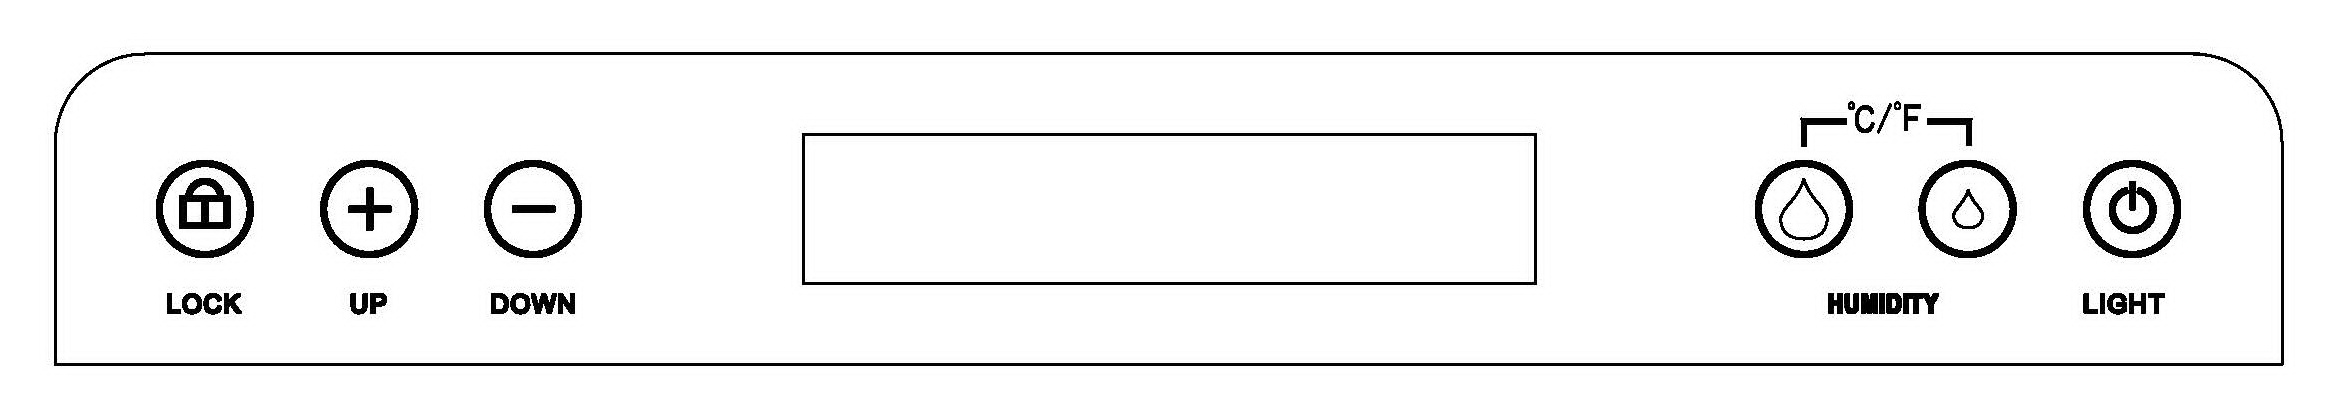 °C/°F
LOCK
UP
DOWN
HUMIDITY
LIGHT